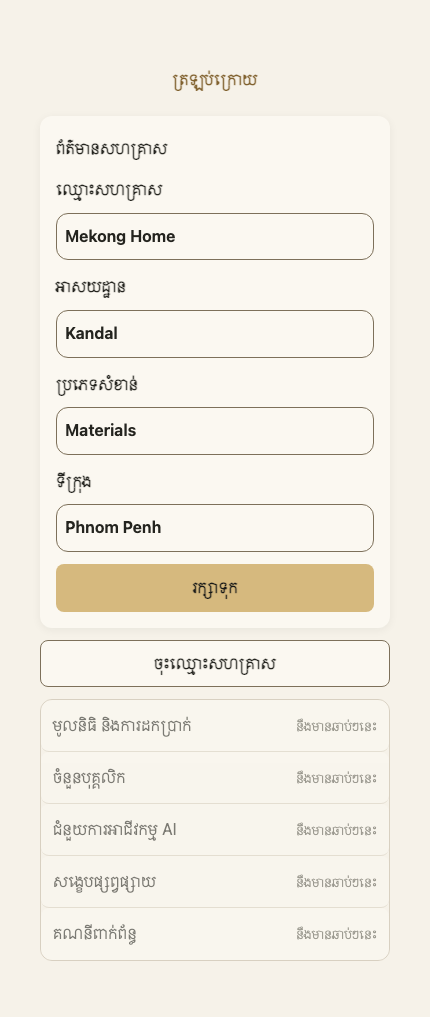 ត្រឡប់ក្រោយ
ព័ត៌មានសហគ្រាស
ឈ្មោះសហគ្រាស
Mekong Home
អាសយដ្ឋាន
Kandal
ប្រភេទសំខាន់
Materials
ទីក្រុង
Phnom Penh
រក្សាទុក
ចុះឈ្មោះសហគ្រាស
មូលនិធិ និងការដកប្រាក់ នឹងមានឆាប់ៗនេះ
ចំនួនបុគ្គលិក នឹងមានឆាប់ៗនេះ
ជំនួយការអាជីវកម្ម AI នឹងមានឆាប់ៗនេះ
សង្ខេបផ្សព្វផ្សាយ នឹងមានឆាប់ៗនេះ
គណនីពាក់ព័ន្ធ នឹងមានឆាប់ៗនេះ